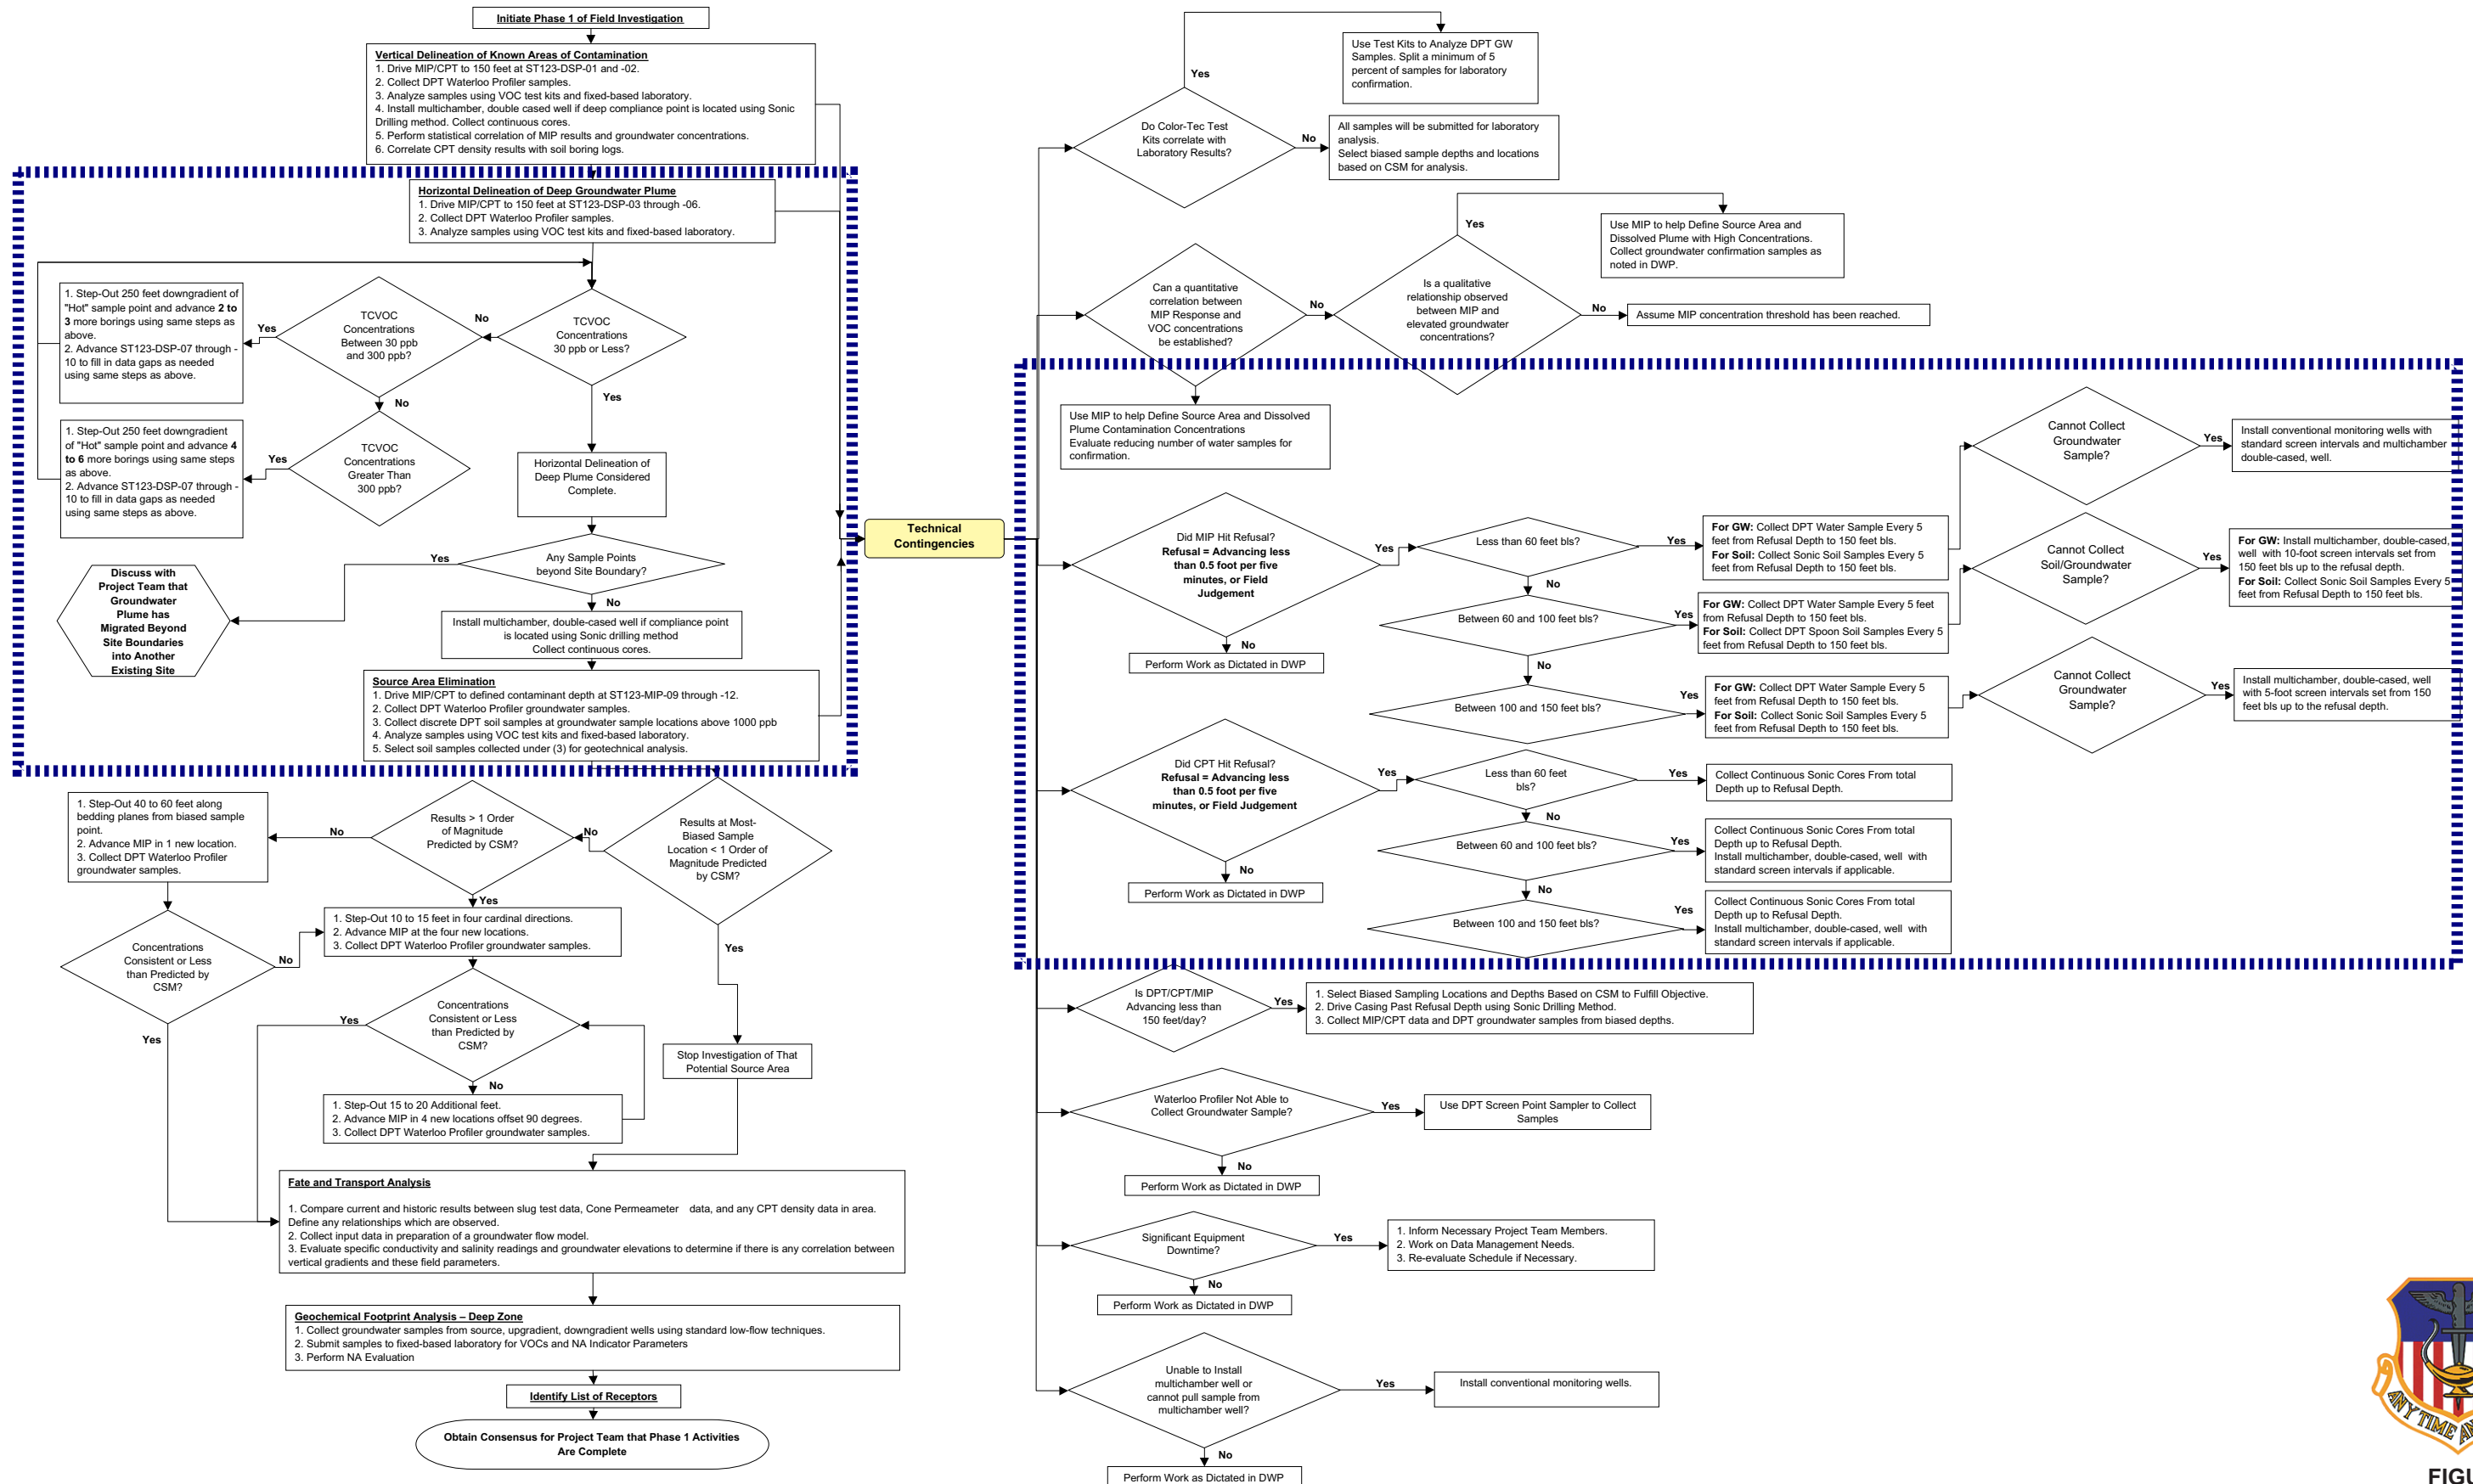 Initiate Phase 1 of Field Investigation
Vertical Delineation of Known Areas of Contamination
1. Drive MIP/CPT to 150 feet at ST123-DSP-01 and -02.
2. Collect DPT Waterloo Profiler samples.
3. Analyze samples using VOC test kits and fixed-based laboratory.
4. Install multichamber, double cased well if deep compliance point is located using Sonic
Drilling method. Collect continuous cores.
5. Perform statistical correlation of MIP results and groundwater concentrations.
6. Correlate CPT density results with soil boring logs.
Horizontal Delineation of Deep Groundwater Plume
1. Drive MIP/CPT to 150 feet at ST123-DSP-03 through -06.
2. Collect DPT Waterloo Profiler samples.
3. Analyze samples using VOC test kits and fixed-based laboratory.
1. Step-Out 250 feet downgradient of
"Hot" sample point and advance 2 to
3 more borings using same steps as
above.
2. Advance ST123-DSP-07 through -
10 to fill in data gaps as needed
using same steps as above.
Yes
TCVOC
Concentrations
Between 30 ppb
and 300 ppb?
No
TCVOC
Concentrations
30 ppb or Less?
Yes
No
1. Step-Out 250 feet downgradient
of "Hot" sample point and advance 4
to 6 more borings using same steps
as above.
2. Advance ST123-DSP-07 through -
10 to fill in data gaps as needed
using same steps as above.
Yes
TCVOC
Concentrations
Greater Than
300 ppb?
Horizontal Delineation of
Deep Plume Considered
Complete.
Any Sample Points
beyond Site Boundary?
Yes
No
Discuss with
Project Team that
Groundwater
Plume has
Migrated Beyond
Site Boundaries
into Another
Existing Site
Install multichamber, double-cased well if compliance point
is located using Sonic drilling method
Collect continuous cores.
Source Area Elimination
1. Drive MIP/CPT to defined contaminant depth at ST123-MIP-09 through -12.
2. Collect DPT Waterloo Profiler groundwater samples.
3. Collect discrete DPT soil samples at groundwater sample locations above 1000 ppb
4. Analyze samples using VOC test kits and fixed-based laboratory.
5. Select soil samples collected under (3) for geotechnical analysis.
1. Step-Out 40 to 60 feet along
bedding planes from biased sample
point.
2. Advance MIP in 1 new location.
3. Collect DPT Waterloo Profiler
groundwater samples.
No
Results > 1 Order
of Magnitude
Predicted by CSM?
No
Results at Most-
Biased Sample
Location < 1 Order of
Magnitude Predicted
by CSM?
Yes
Yes
Concentrations
Consistent or Less
than Predicted by
CSM?
No
Yes
1. Step-Out 10 to 15 feet in four cardinal directions.
2. Advance MIP at the four new locations.
3. Collect DPT Waterloo Profiler groundwater samples.
Concentrations
Consistent or Less
than Predicted by
CSM?
Yes
No
1. Step-Out 15 to 20 Additional feet.
2. Advance MIP in 4 new locations offset 90 degrees.
3. Collect DPT Waterloo Profiler groundwater samples.
Stop Investigation of That
Potential Source Area
Fate and Transport Analysis
1. Compare current and historic results between slug test data, Cone Permeameter data, and any CPT density data in area.
Define any relationships which are observed.
2. Collect input data in preparation of a groundwater flow model.
3. Evaluate specific conductivity and salinity readings and groundwater elevations to determine if there is any correlation between
vertical gradients and these field parameters.
Geochemical Footprint Analysis – Deep Zone
1. Collect groundwater samples from source, upgradient, downgradient wells using standard low-flow techniques.
2. Submit samples to fixed-based laboratory for VOCs and NA Indicator Parameters
3. Perform NA Evaluation
Identify List of Receptors
Obtain Consensus for Project Team that Phase 1 Activities
Are Complete
Technical
Contingencies
Use Test Kits to Analyze DPT GW
Samples. Split a minimum of 5
percent of samples for laboratory
confirmation.
Yes
Do Color-Tec Test
Kits correlate with
Laboratory Results?
No
All samples will be submitted for laboratory
analysis.
Select biased sample depths and locations
based on CSM for analysis.
Can a quantitative
correlation between
MIP Response and
VOC concentrations
be established?
No
Is a qualitative
relationship observed
between MIP and
elevated groundwater
concentrations?
Yes
Use MIP to help Define Source Area and
Dissolved Plume with High Concentrations.
Collect groundwater confirmation samples as
noted in DWP.
No
Assume MIP concentration threshold has been reached.
Use MIP to help Define Source Area and Dissolved
Plume Contamination Concentrations
Evaluate reducing number of water samples for
confirmation.
Did MIP Hit Refusal?
Refusal = Advancing less
than 0.5 foot per five
minutes, or Field
Judgement
Yes
No
Perform Work as Dictated in DWP
Less than 60 feet bls?
Yes
No
For GW: Collect DPT Water Sample Every 5
feet from Refusal Depth to 150 feet bls.
For Soil: Collect Sonic Soil Samples Every 5
feet from Refusal Depth to 150 feet bls.
Between 60 and 100 feet bls?
Yes
No
For GW: Collect DPT Water Sample Every 5 feet
from Refusal Depth to 150 feet bls.
For Soil: Collect DPT Spoon Soil Samples Every 5
feet from Refusal Depth to 150 feet bls.
Between 100 and 150 feet bls?
Yes
For GW: Collect DPT Water Sample Every 5
feet from Refusal Depth to 150 feet bls.
For Soil: Collect Sonic Soil Samples Every 5
feet from Refusal Depth to 150 feet bls.
Cannot Collect
Groundwater
Sample?
Yes
Install conventional monitoring wells with
standard screen intervals and multichamber
double-cased, well.
Cannot Collect
Soil/Groundwater
Sample?
Yes
For GW: Install multichamber, double-cased,
well with 10-foot screen intervals set from
150 feet bls up to the refusal depth.
For Soil: Collect Sonic Soil Samples Every 5
feet from Refusal Depth to 150 feet bls.
Cannot Collect
Groundwater
Sample?
Yes
Install multichamber, double-cased, well
with 5-foot screen intervals set from 150
feet bls up to the refusal depth.
Did CPT Hit Refusal?
Refusal = Advancing less
than 0.5 foot per five
minutes, or Field Judgement
Yes
No
Perform Work as Dictated in DWP
Less than 60 feet
bls?
Yes
No
Collect Continuous Sonic Cores From total
Depth up to Refusal Depth.
Between 60 and 100 feet bls?
Yes
No
Collect Continuous Sonic Cores From total
Depth up to Refusal Depth.
Install multichamber, double-cased, well with
standard screen intervals if applicable.
Between 100 and 150 feet bls?
Yes
Collect Continuous Sonic Cores From total
Depth up to Refusal Depth.
Install multichamber, double-cased, well with
standard screen intervals if applicable.
Is DPT/CPT/MIP
Advancing less than
150 feet/day?
Yes
1. Select Biased Sampling Locations and Depths Based on CSM to Fulfill Objective.
2. Drive Casing Past Refusal Depth using Sonic Drilling Method.
3. Collect MIP/CPT data and DPT groundwater samples from biased depths.
Waterloo Profiler Not Able to
Collect Groundwater Sample?
Yes
Use DPT Screen Point Sampler to Collect
Samples
No
Perform Work as Dictated in DWP
Significant Equipment
Downtime?
Yes
1. Inform Necessary Project Team Members.
2. Work on Data Management Needs.
3. Re-evaluate Schedule if Necessary.
No
Perform Work as Dictated in DWP
Unable to Install
multichamber well or
cannot pull sample from
multichamber well?
Yes
Install conventional monitoring wells.
No
Perform Work as Dictated in DWP
ANY TIME
FIGU